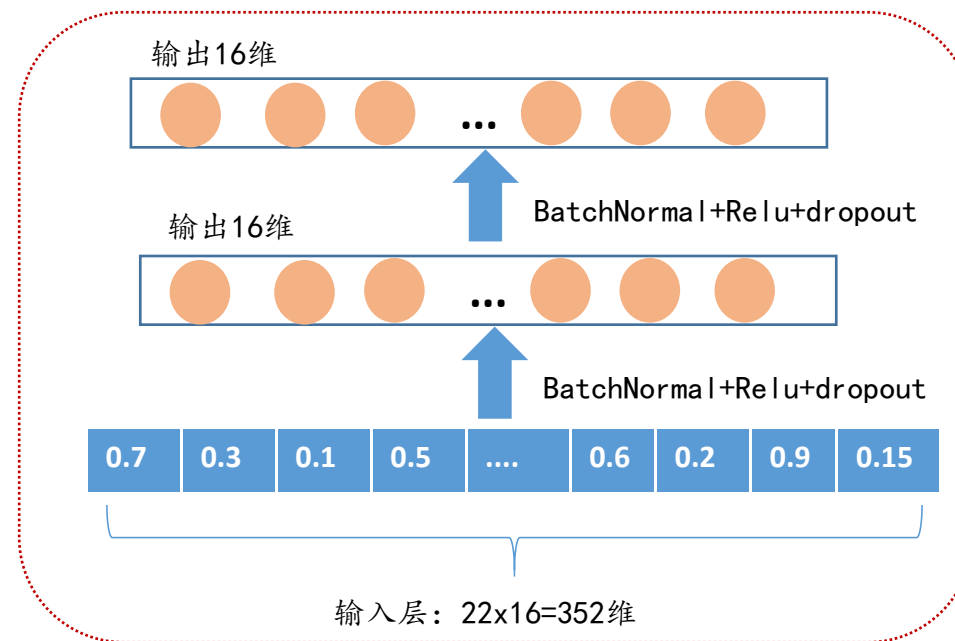 输出16维
...
BatchNormal+Relu+dropout
输出16维
...
BatchNormal+Relu+dropout
0.7 0.3 0.1 0.5 .... 0.6 0.2 0.9 0.15
输入层：22x16=352维